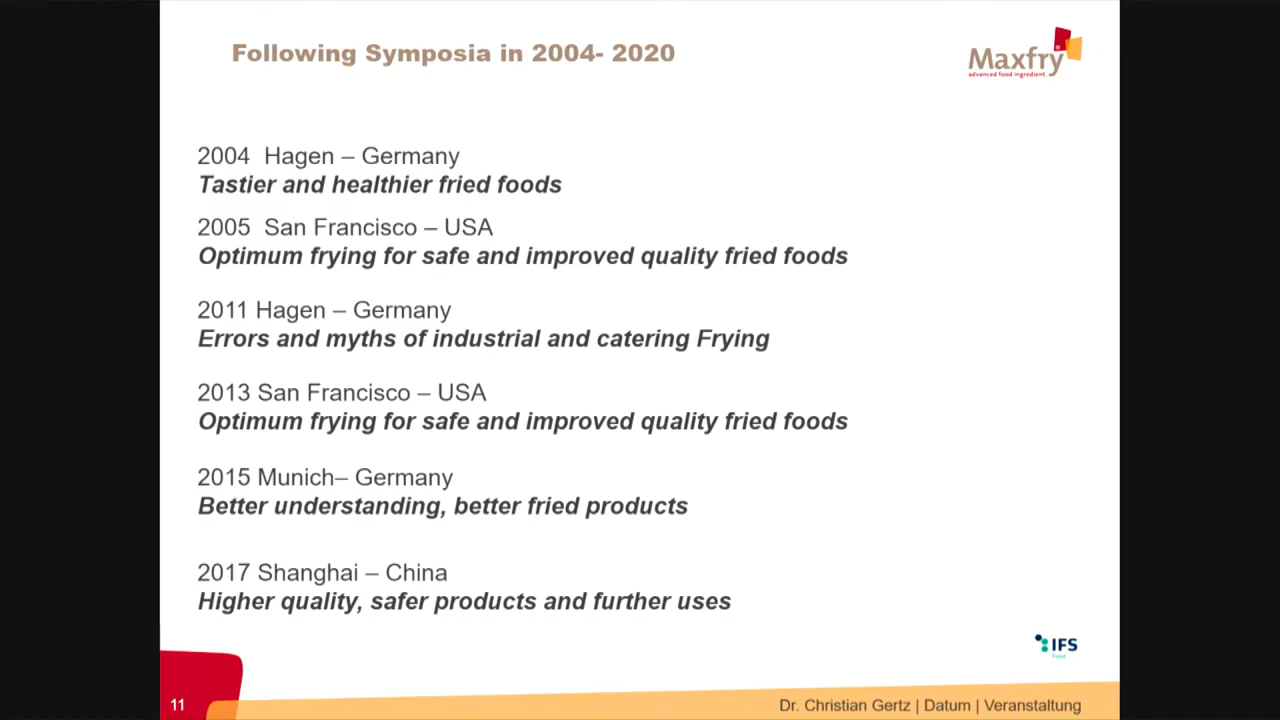 Following Symposia in 2004- 2020
Maxfry
advanced food ingredient.
2004 Hagen – Germany
Tastier and healthier fried foods
2005 San Francisco – USA
Optimum frying for safe and improved quality fried foods
2011 Hagen – Germany
Errors and myths of industrial and catering Frying
2013 San Francisco – USA
Optimum frying for safe and improved quality fried foods
2015 Munich– Germany
Better understanding, better fried products
2017 Shanghai – China
Higher quality, safer products and further uses
IFS
Food
11
Dr. Christian Gertz | Datum | Veranstaltung